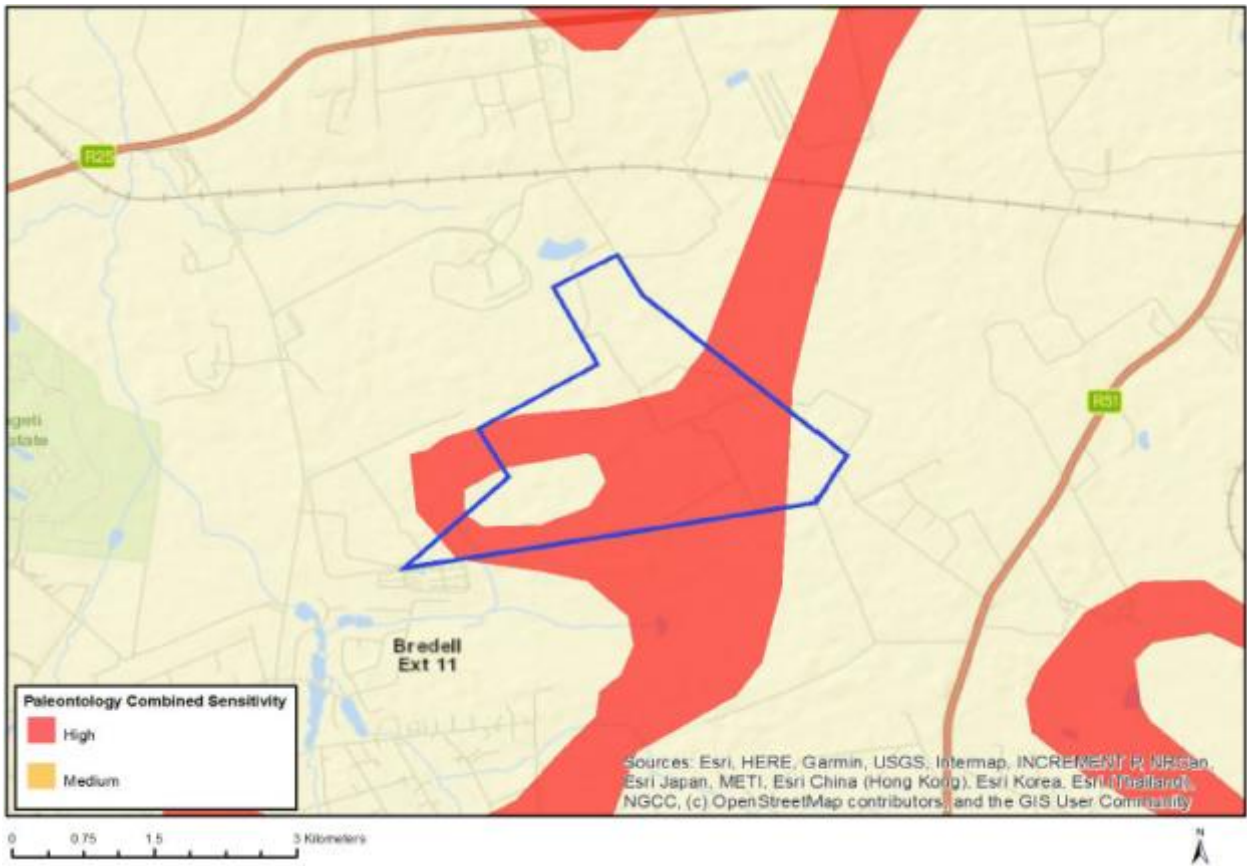 R25
geti
state
R51
Bredell
Ext 11
Paleontology Combined Sensitivity
High
Medium
Sources: Esri, HERE, Garmin, USGS, Intermap, INCREMENT P, NRCan,
Esri Japan, METI, Esri China (Hong Kong), Esri Korea, Esri (Thailand),
NGCC, (c) OpenStreetMap contributors, and the GIS User Community
0 0.75 1.5 3 Kilometers
N